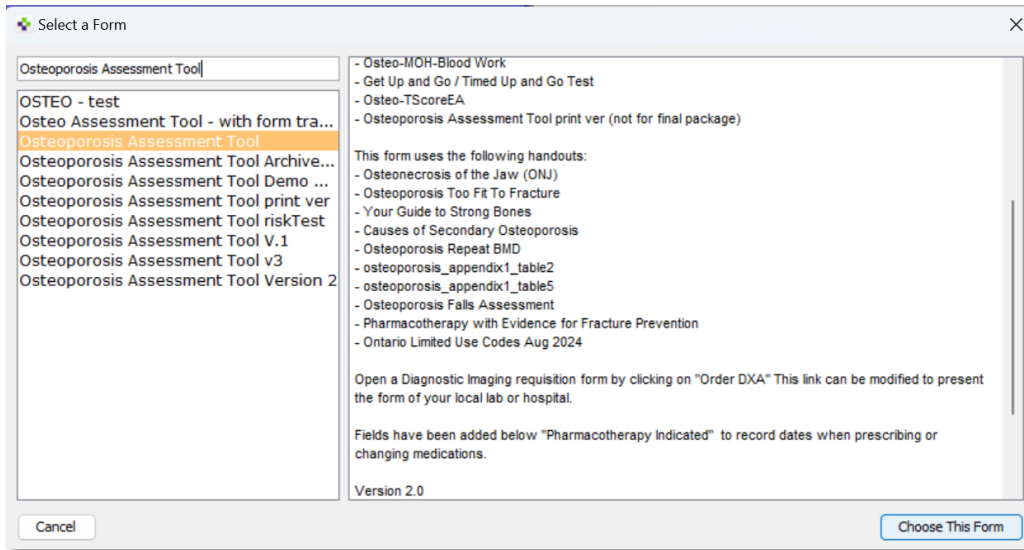 Select a Form
Osteoporosis Assessment Tool
OSTEO - test
Osteo Assessment Tool - with form tra...
Osteoporosis Assessment Tool
Osteoporosis Assessment Tool Archive...
Osteoporosis Assessment Tool Demo ...
Osteoporosis Assessment Tool print ver
Osteoporosis Assessment Tool riskTest
Osteoporosis Assessment Tool V.1
Osteoporosis Assessment Tool v3
Osteoporosis Assessment Tool Version 2
- Osteo-MOH-Blood Work
- Get Up and Go / Timed Up and Go Test
- Osteo-TScoreEA
- Osteoporosis Assessment Tool print ver (not for final package)
This form uses the following handouts:
- Osteonecrosis of the Jaw (ONJ)
- Osteoporosis Too Fit To Fracture
- Your Guide to Strong Bones
- Causes of Secondary Osteoporosis
- Osteoporosis Repeat BMD
- osteoporosis_appendix1_table2
- osteoporosis_appendix1_table5
- Osteoporosis Falls Assessment
- Pharmacotherapy with Evidence for Fracture Prevention
- Ontario Limited Use Codes Aug 2024
Open a Diagnostic Imaging requisition form by clicking on "Order DXA" This link can be modified to present
the form of your local lab or hospital.
Fields have been added below "Pharmacotherapy Indicated" to record dates when prescribing or
changing medications.
Version 2.0
Cancel
Choose This Form